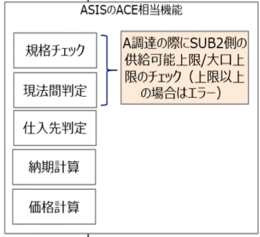 ASISのACE相当機能
規格チェック
現法間判定
仕入先判定
納期計算
価格計算
A調達の際にSUB2側の
供給可能上限/大口上
限のチェック（上限以上
の場合はエラー）